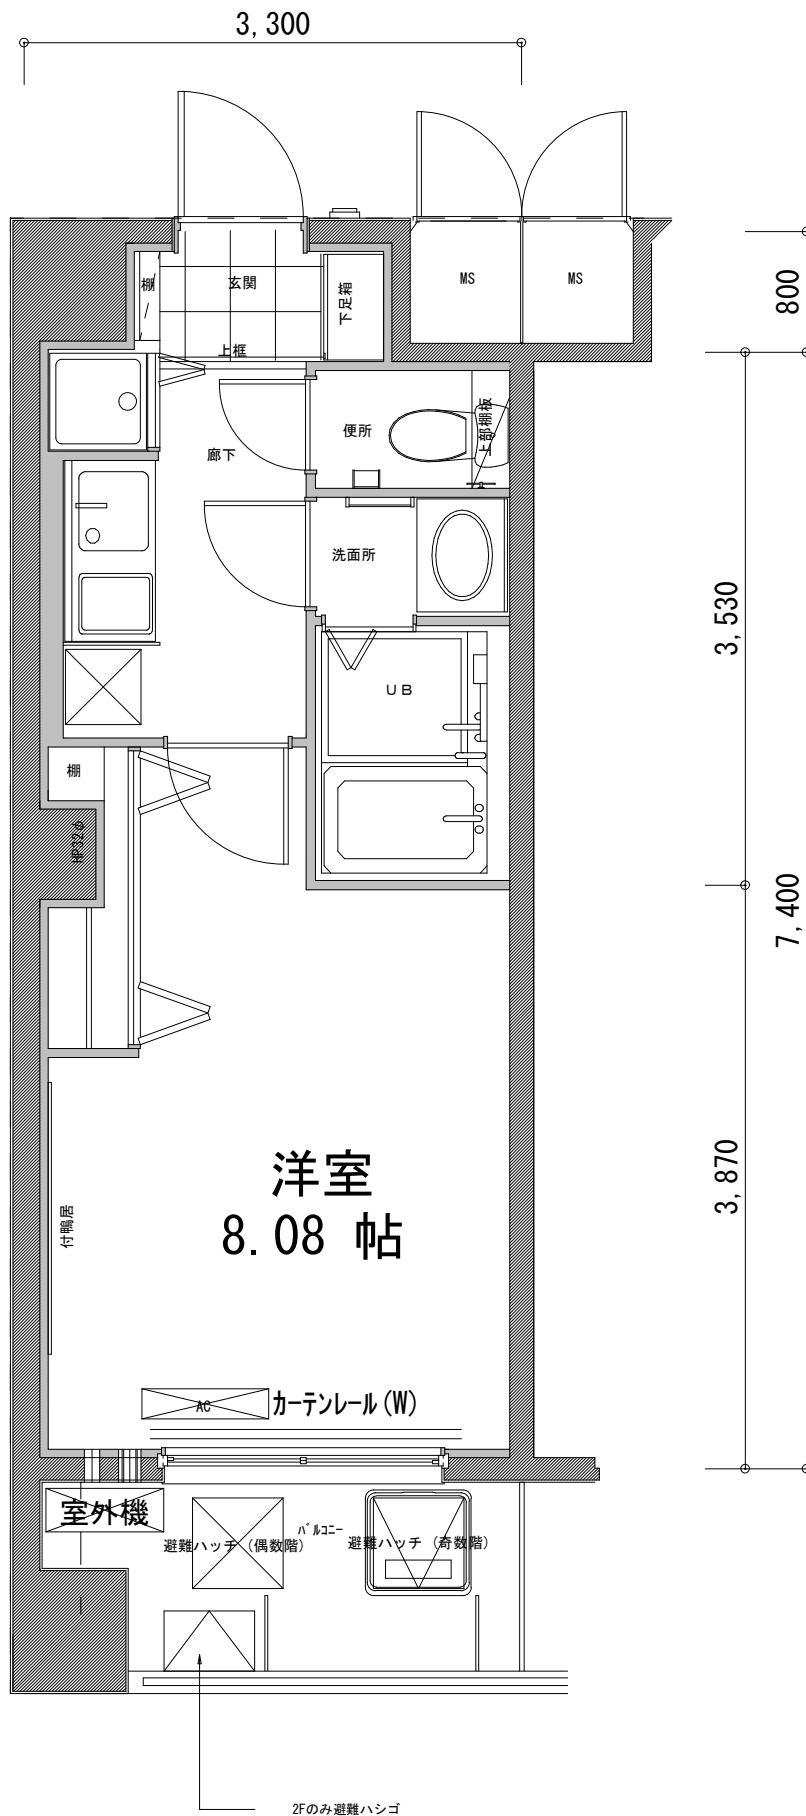 3,300
MS
MS
800
棚
玄関
下足箱
上框
便所
上部棚板
廊下
洗面所
3,530
UB
棚
HP32φ
7,400
洋室
8.08 帖
3,870
付鴨居
AC
カーテンレール(W)
室外機
バルコニー
避難ハッチ（偶数階）
避難ハッチ（奇数階）
2Fのみ避難ハシゴ